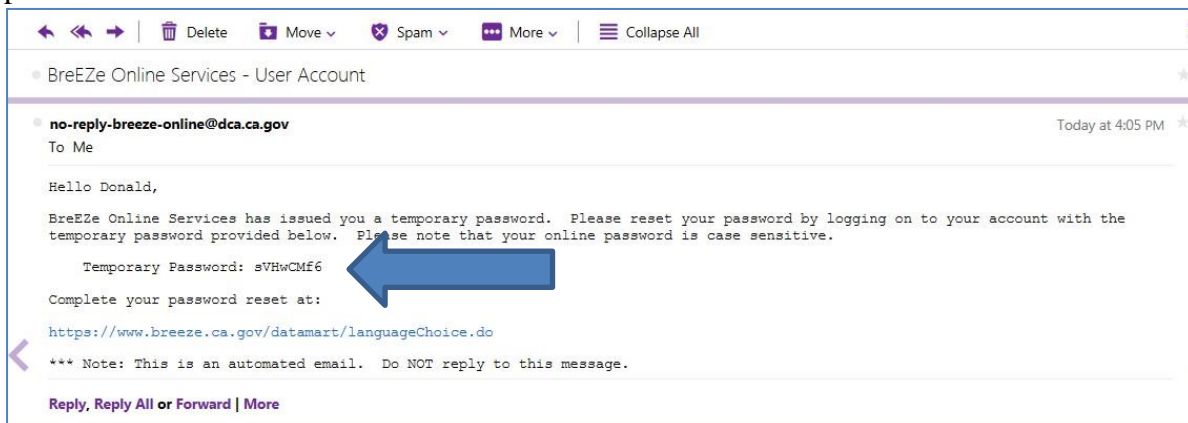 Delete Move Spam More Collapse All
BreEZe Online Services - User Account
no-reply-breeze-online@dca.ca.gov Today at 4:05 PM
To Me
Hello Donald,
BreEZe Online Services has issued you a temporary password. Please reset your password by logging on to your account with the
temporary password provided below. Please note that your online password is case sensitive.
Temporary Password: sVHwCMf6
Complete your password reset at:
https://www.breeze.ca.gov/datamart/languageChoice.do
*** Note: This is an automated email. Do NOT reply to this message.
Reply, Reply All or Forward | More